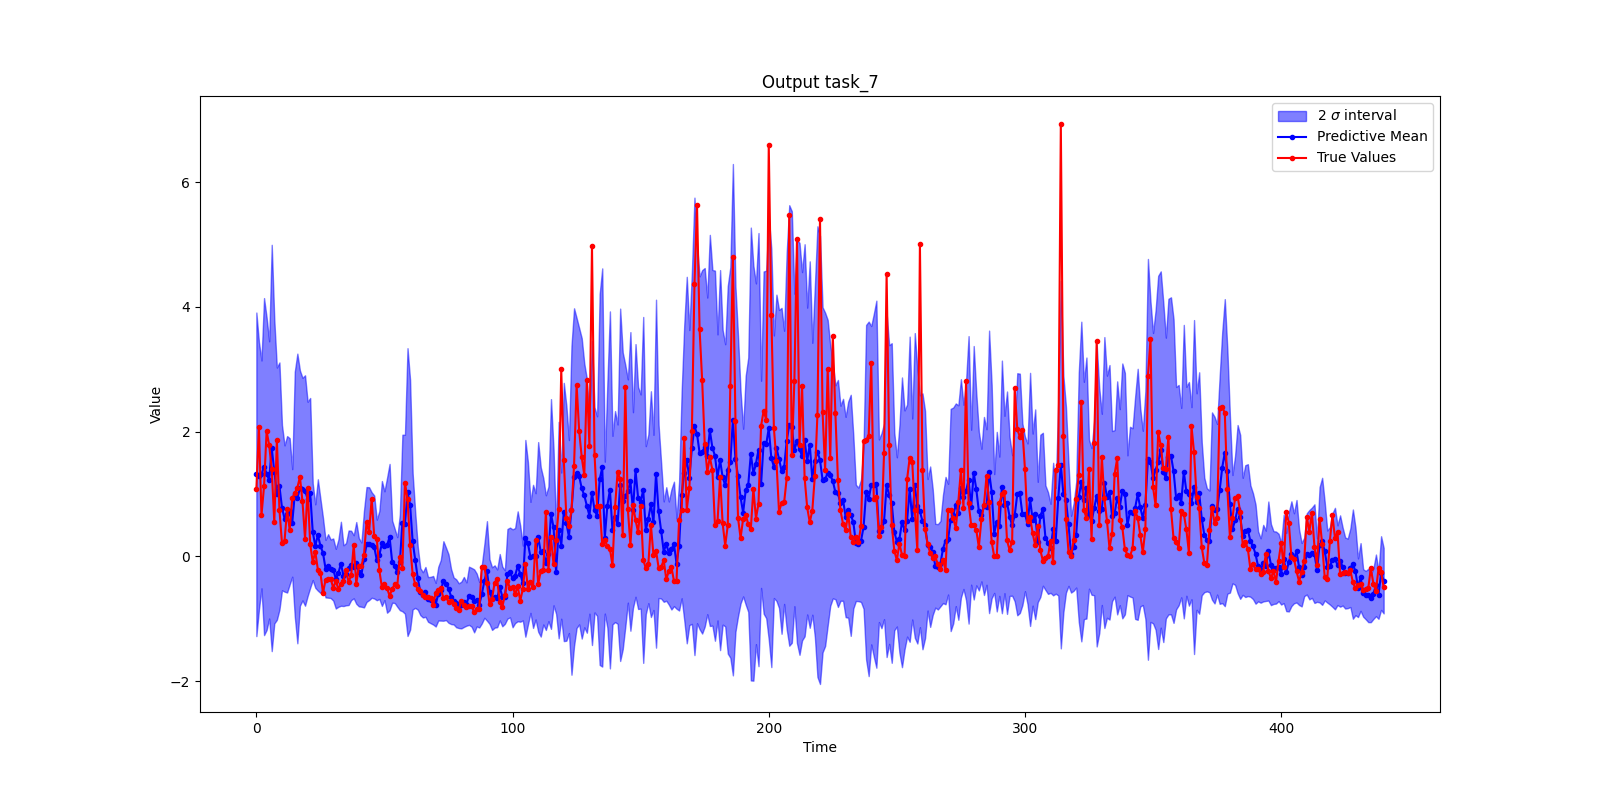 Output task_7
2 σ interval
Predictive Mean
True Values
6
4
2
0
−2
Value
0
100
200
300
400
Time